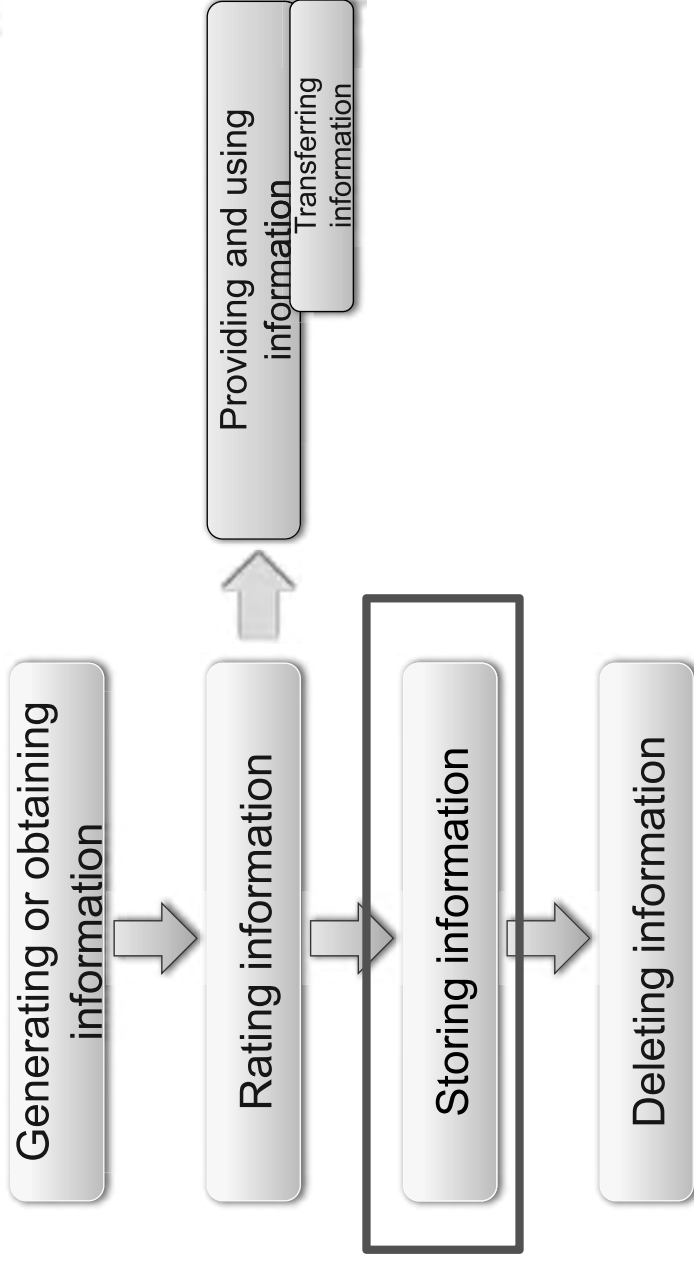 Generating or obtaining
information
Rating information
Storing information
Deleting information
Providing and using
information
Transferring
information